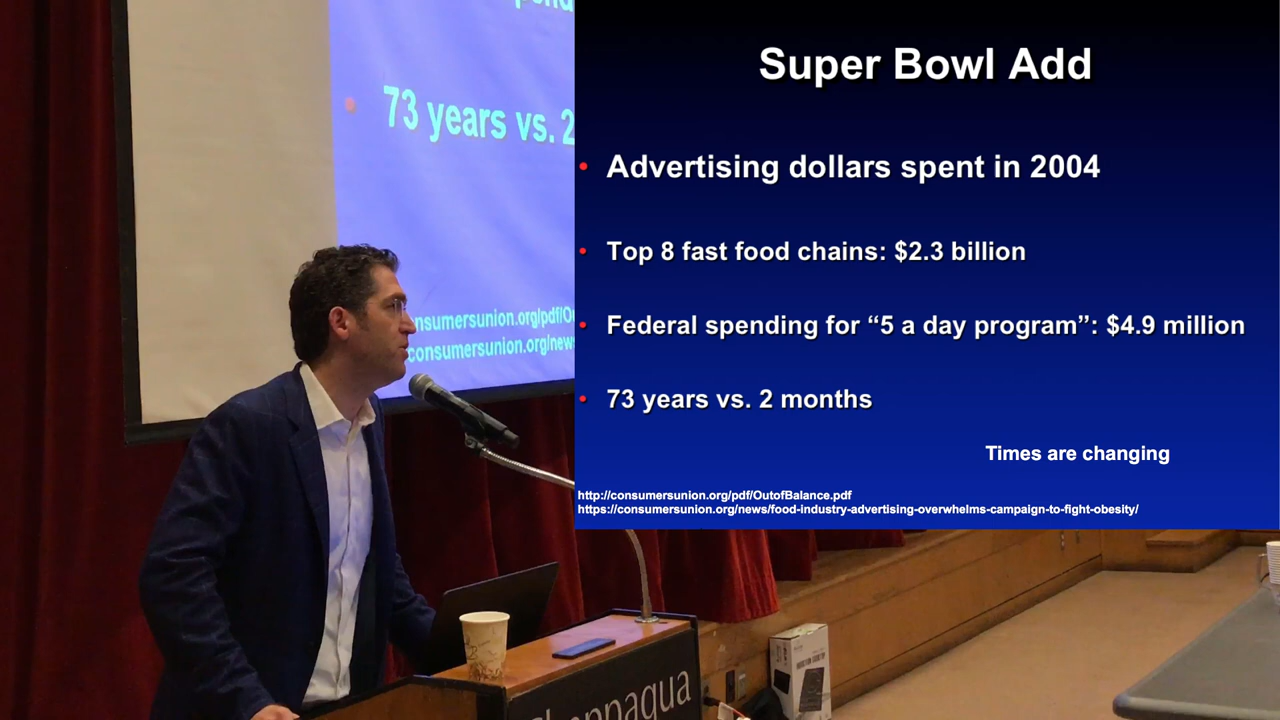 Super Bowl Add
Advertising dollars spent in 2004
Top 8 fast food chains: $2.3 billion
Federal spending for “5 a day program”: $4.9 million
73 years vs. 2 months
Times are changing
http://consumersunion.org/pdf/OutofBalance.pdf
https://consumersunion.org/news/food-industry-advertising-overwhelms-campaign-to-fight-obesity/
73 years vs. 2
nsumersunion.org/pdf/O
consumersunion.org/news
happaqua